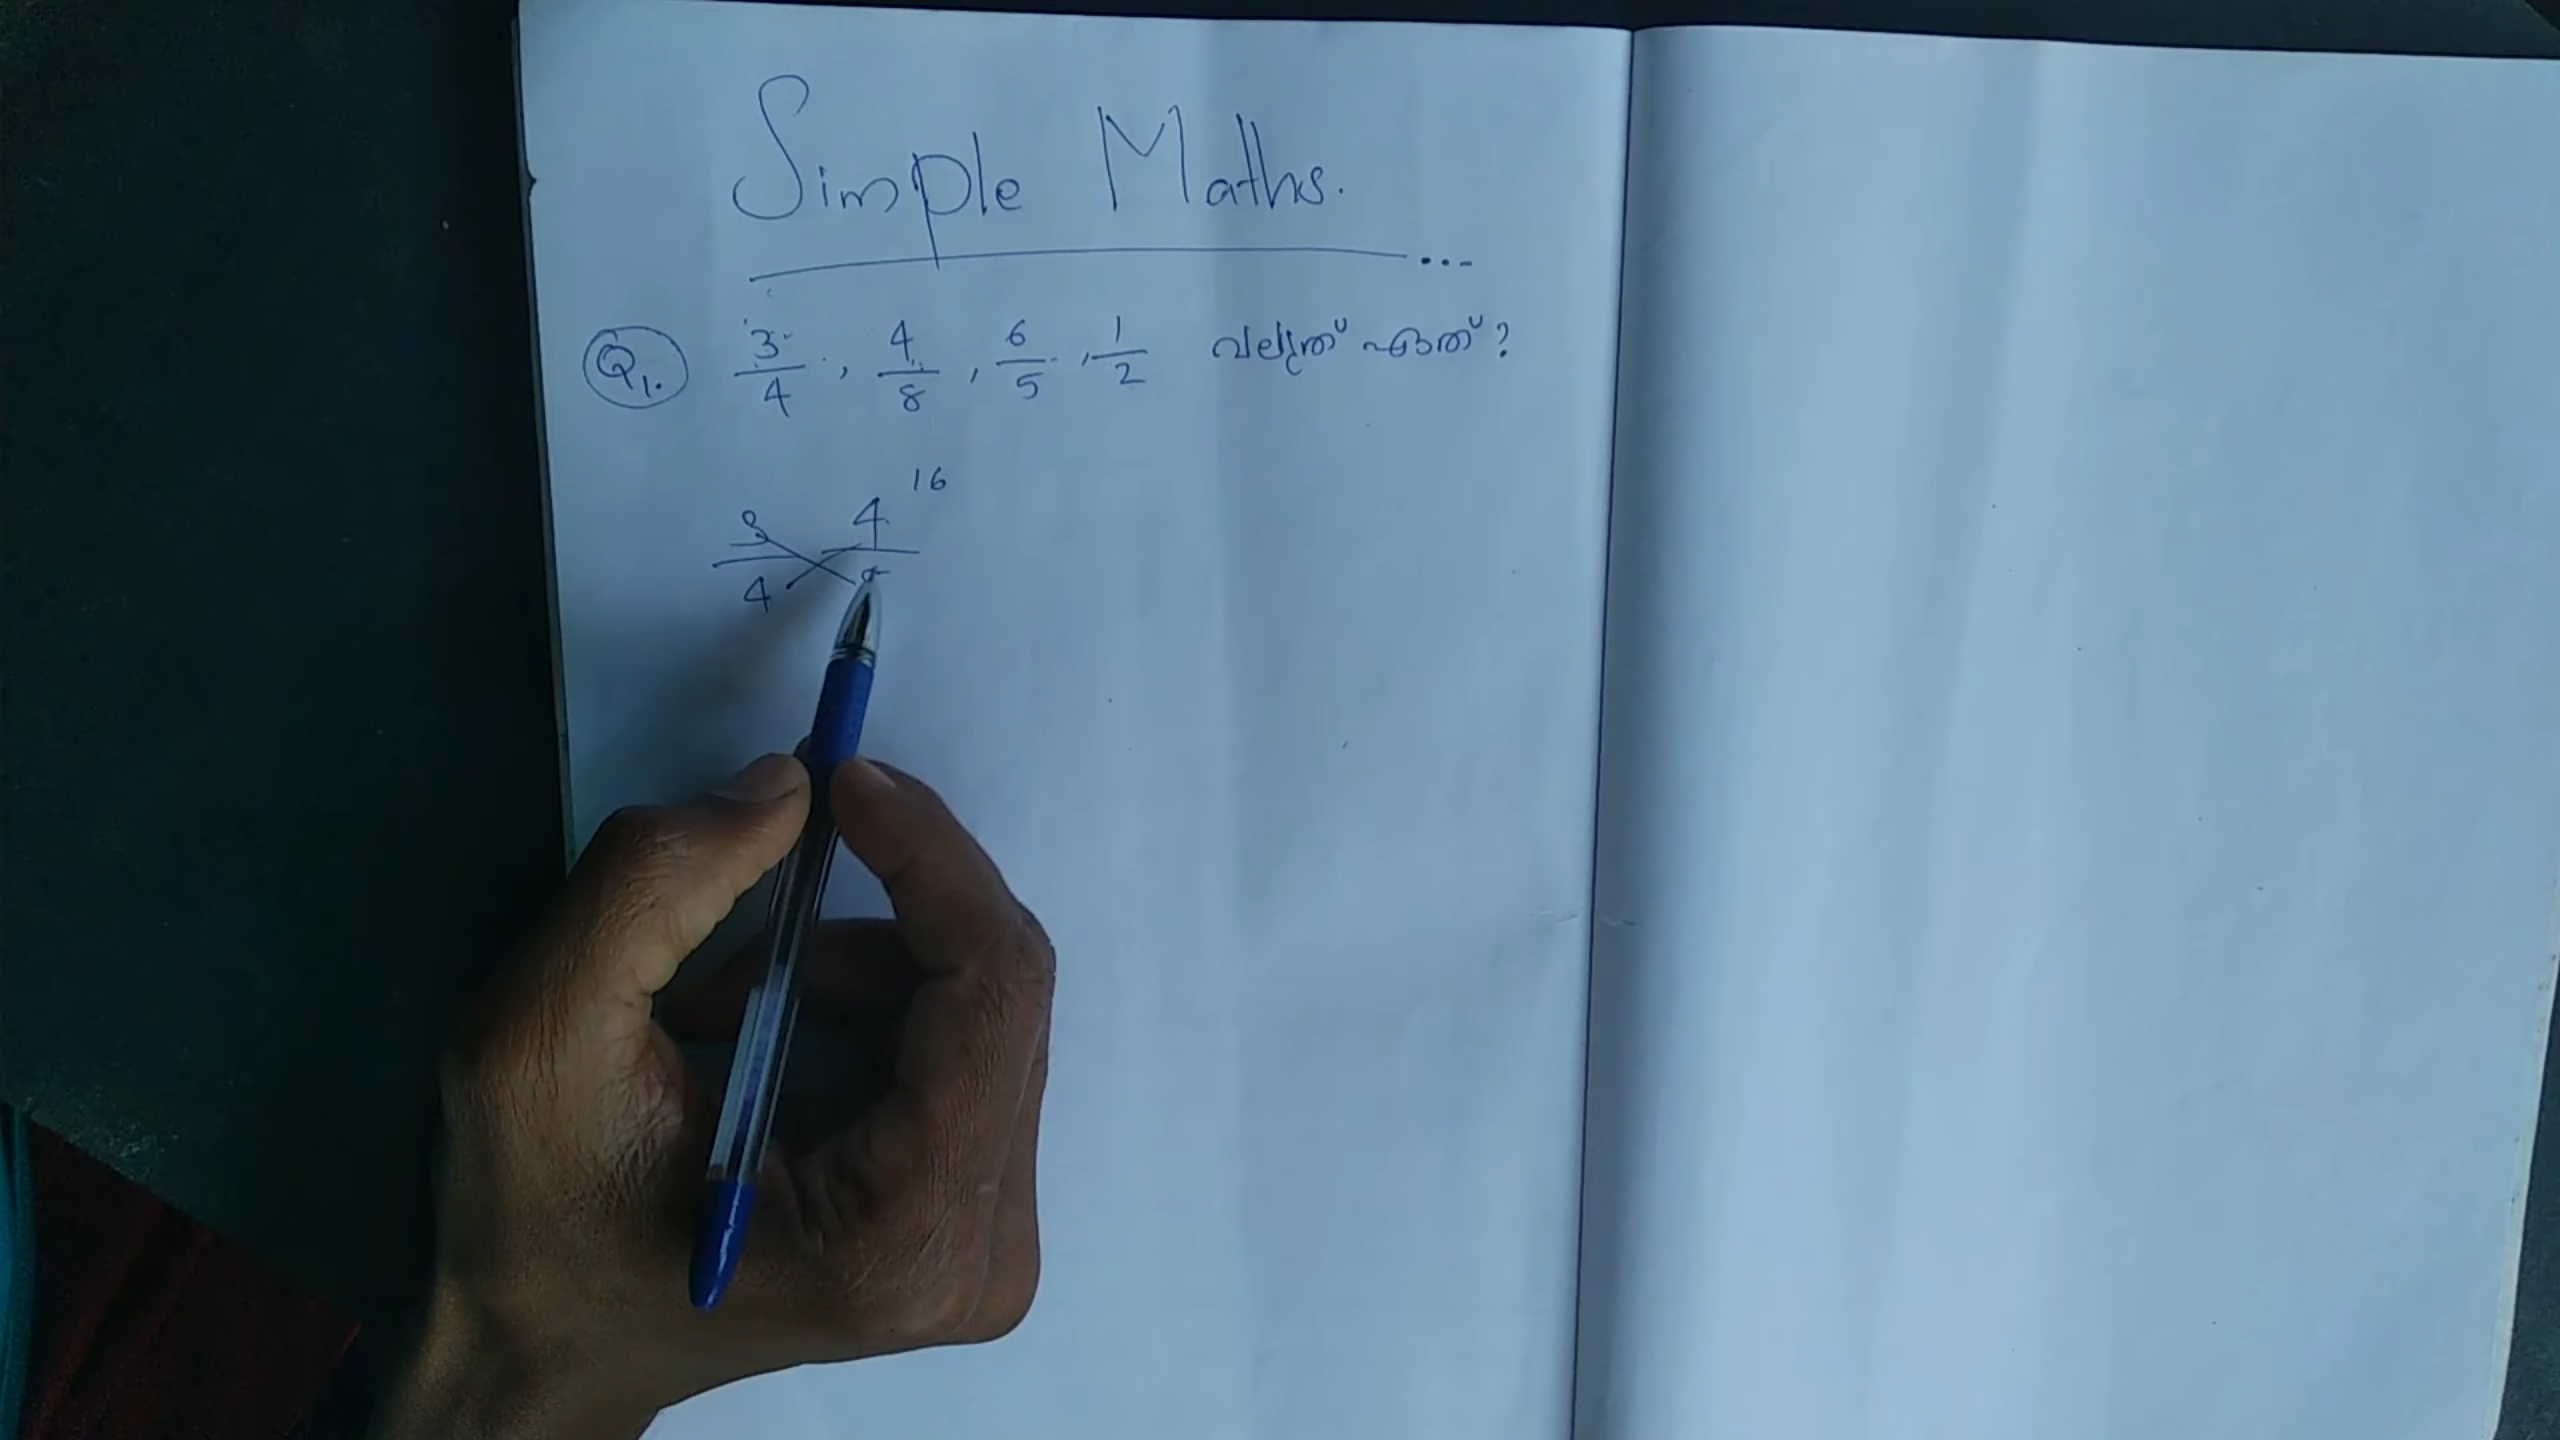 Simple Maths.
Q1. 3/4, 4/8, 6/5, 1/2 വലുത് ഏത്?
16
3/4 4/8